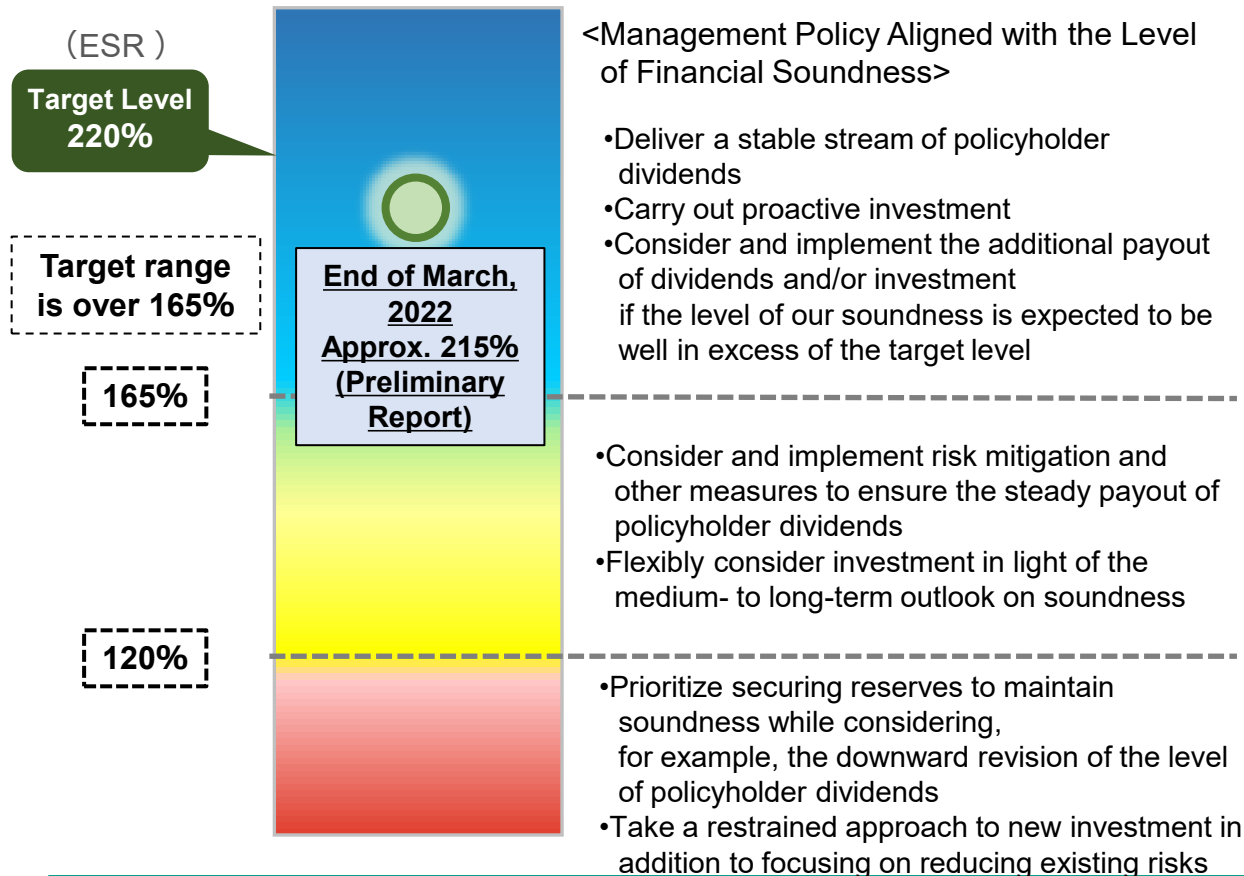 （ESR ）
Target Level
220%
Target range
is over 165%
165%
120%
End of March,
2022
Approx. 215%
(Preliminary
Report)
<Management Policy Aligned with the Level
of Financial Soundness>
•Deliver a stable stream of policyholder
dividends
•Carry out proactive investment
•Consider and implement the additional payout
of dividends and/or investment
if the level of our soundness is expected to be
well in excess of the target level
•Consider and implement risk mitigation and
other measures to ensure the steady payout of
policyholder dividends
•Flexibly consider investment in light of the
medium- to long-term outlook on soundness
•Prioritize securing reserves to maintain
soundness while considering,
for example, the downward revision of the level
of policyholder dividends
•Take a restrained approach to new investment in
addition to focusing on reducing existing risks